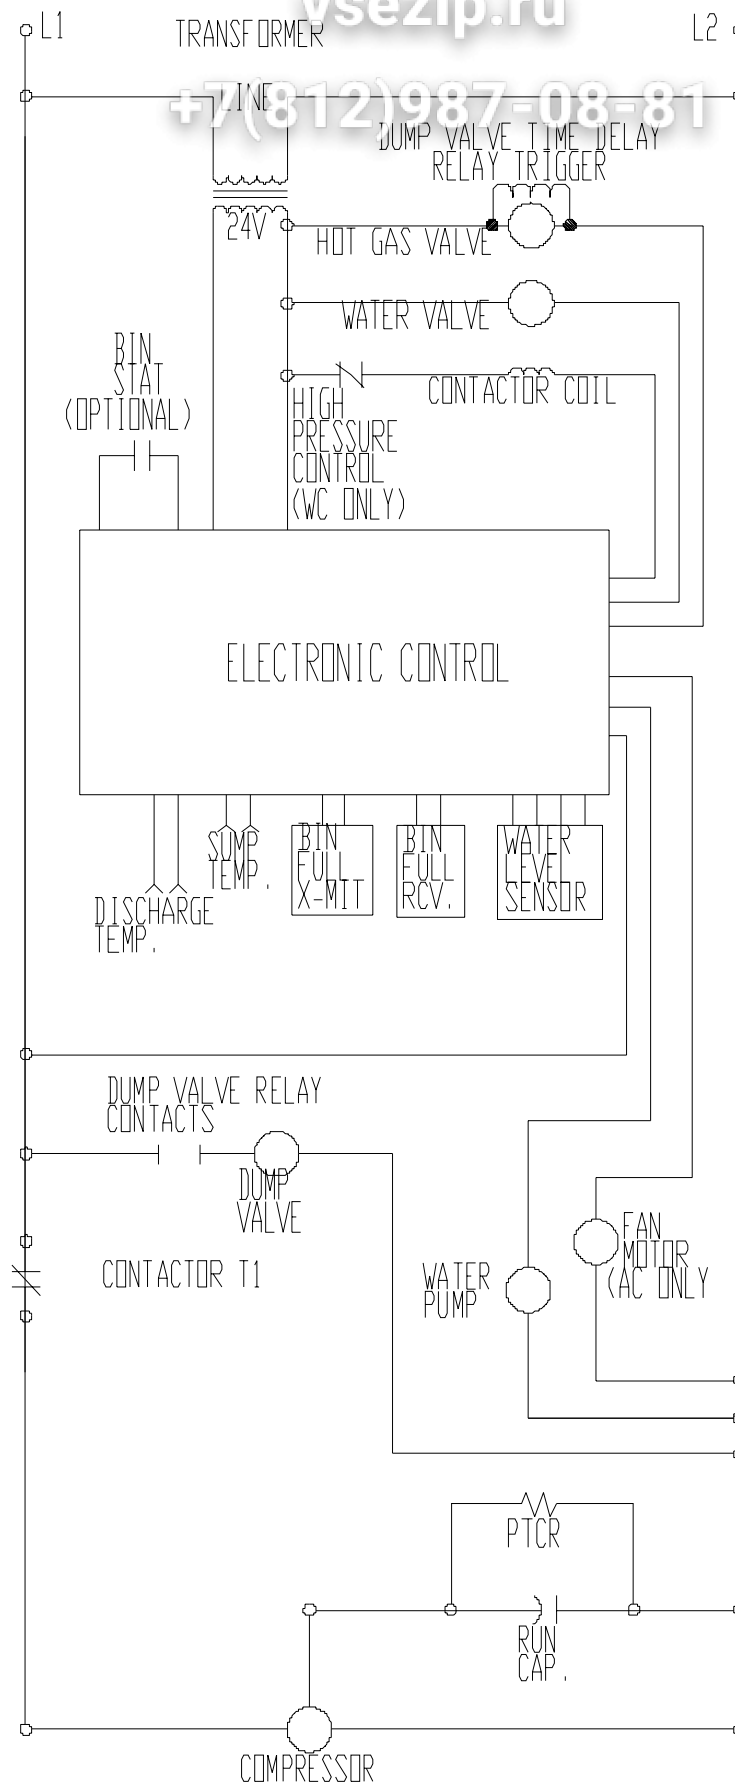 vsezip.ru
L1
TRANSFORMER
L2
LINE
+7(812)987-08-81
DUMP VALVE TIME DELAY
RELAY TRIGGER
24V
HOT GAS VALVE
WATER VALVE
BIN
STAT
(OPTIONAL)
CONTACTOR COIL
HIGH
PRESSURE
CONTROL
(WC ONLY)
ELECTRONIC CONTROL
DISCHARGE
TEMP.
SUMP
TEMP.
BIN
FULL
X-MIT
BIN
FULL
RCV.
WATER
LEVEL
SENSOR
DUMP VALVE RELAY
CONTACTS
DUMP
VALVE
CONTACTOR T1
WATER
PUMP
FAN
MOTOR
(AC ONLY
PTCR
RUN
CAP.
COMPRESSOR